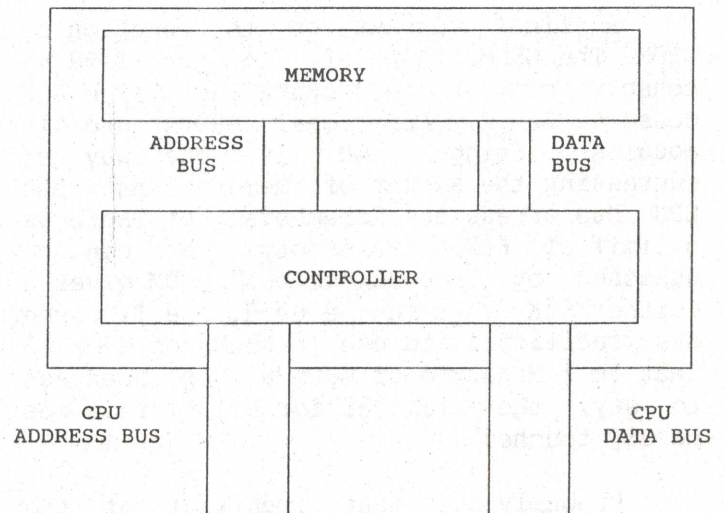 MEMORY
ADDRESS BUS
DATA BUS
CONTROLLER
CPU ADDRESS BUS
CPU DATA BUS